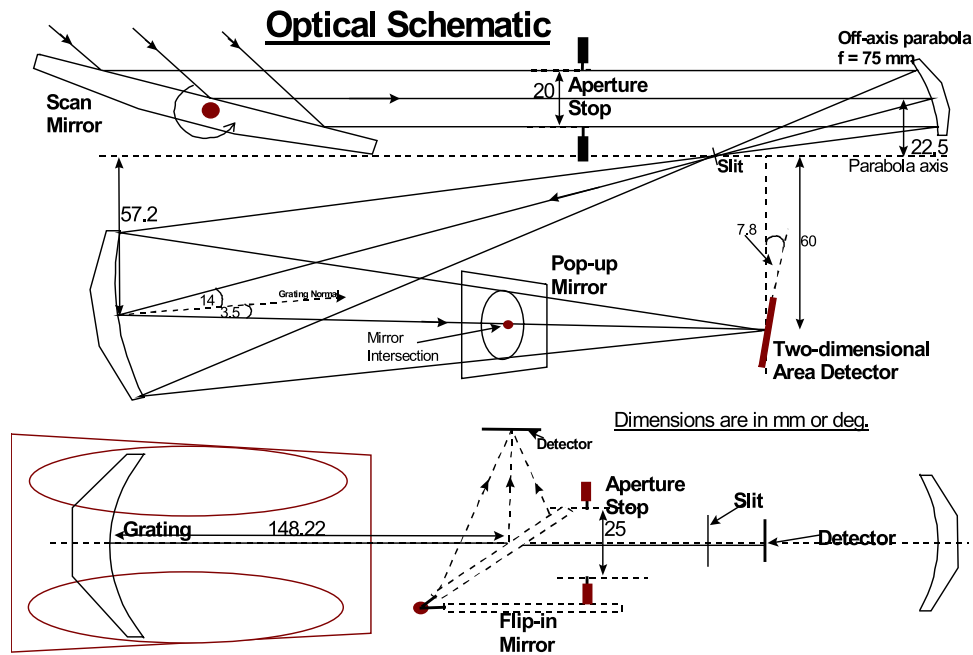 Optical Schematic
Off-axis parabola
f = 75 mm
Scan
Mirror
20
Aperture
Stop
22.5
Slit
Parabola axis
57.2
7.8
60
Pop-up
Mirror
14
Grating Normal
3.5
Mirror
Intersection
Two-dimensional
Area Detector
Dimensions are in mm or deg.
Detector
Aperture
Stop
Slit
Grating
148.22
25
Detector
Flip-in
Mirror